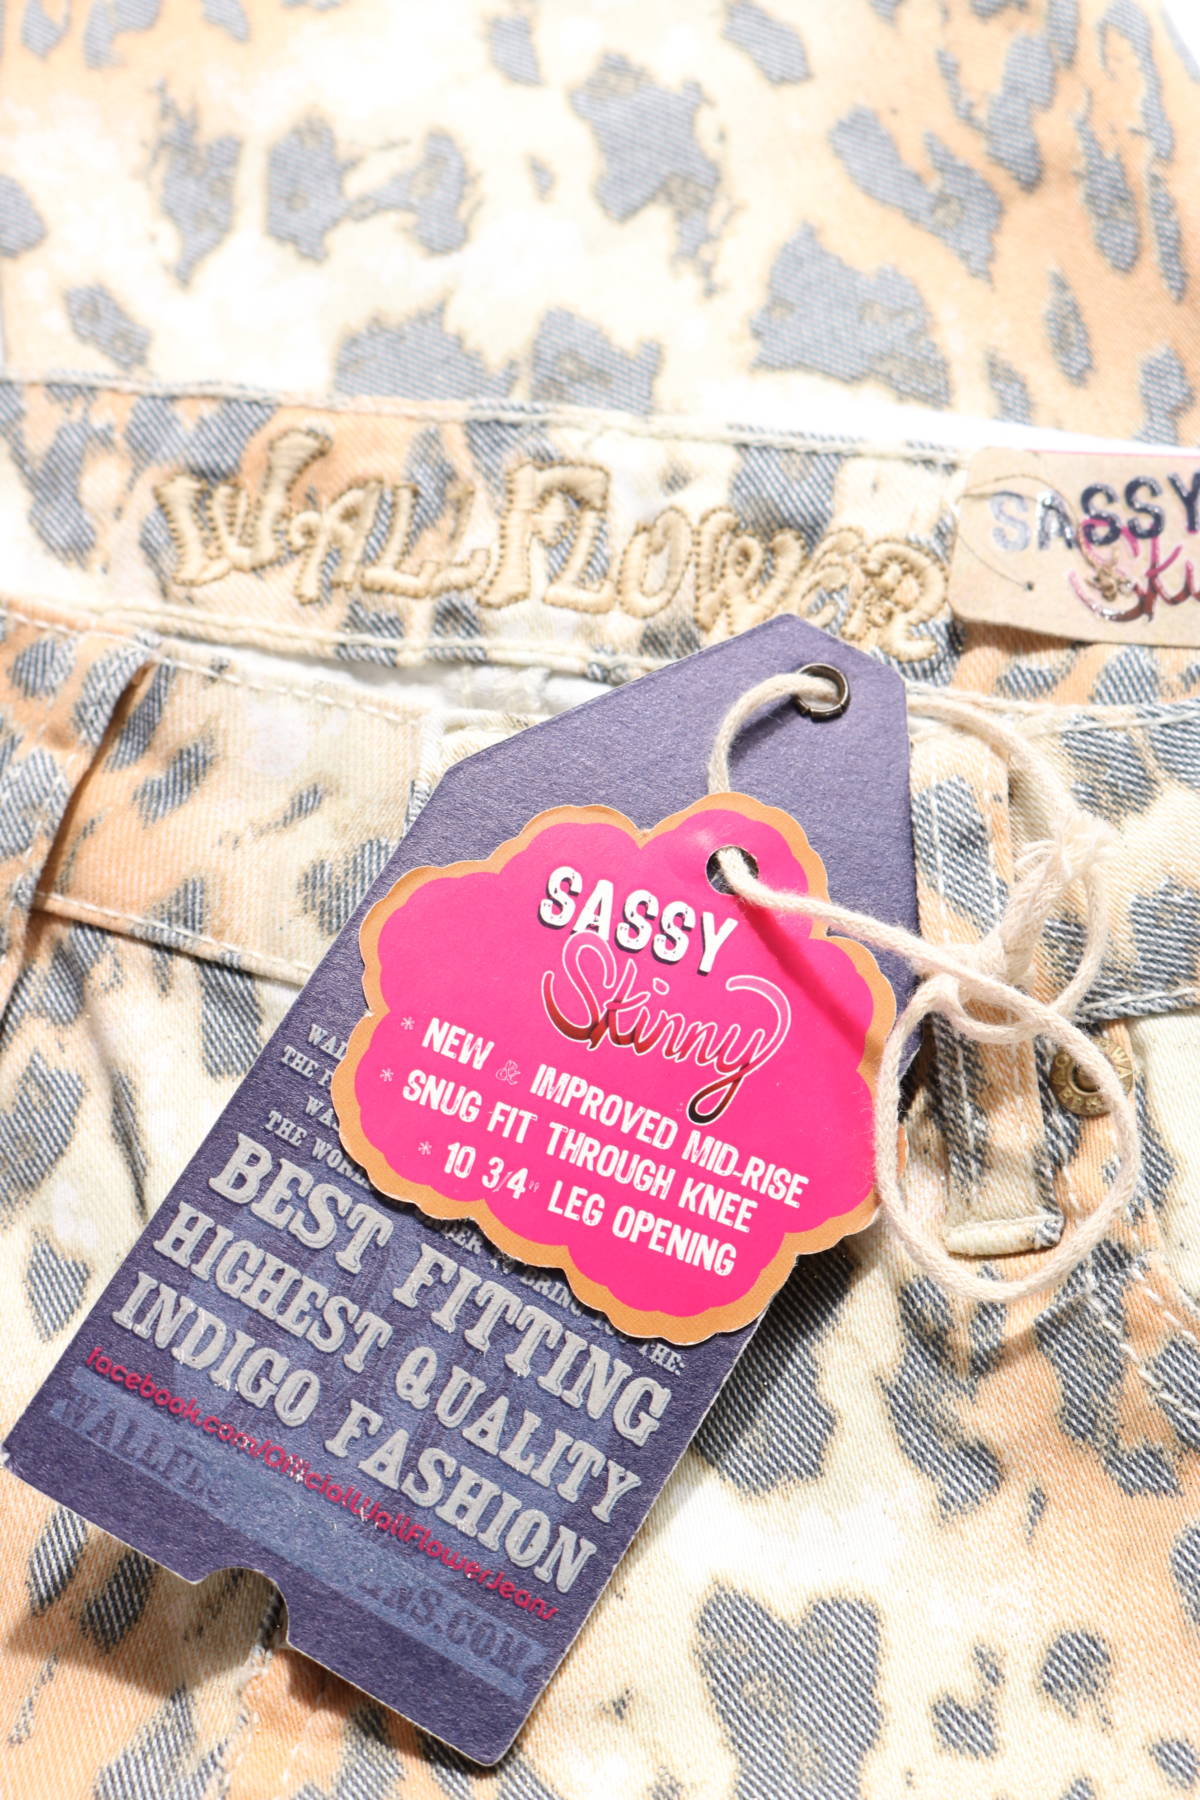 WALLFLOWER
SASSY
SASSY
Skinny
* NEW & IMPROVED MID-RISE
* SNUG FIT THROUGH KNEE
* 10 3/4" LEG OPENING
THE
BEST FITTING
HIGHEST QUALITY
INDIGO FASHION
facebook.com/OfficialWallFlowerJeans